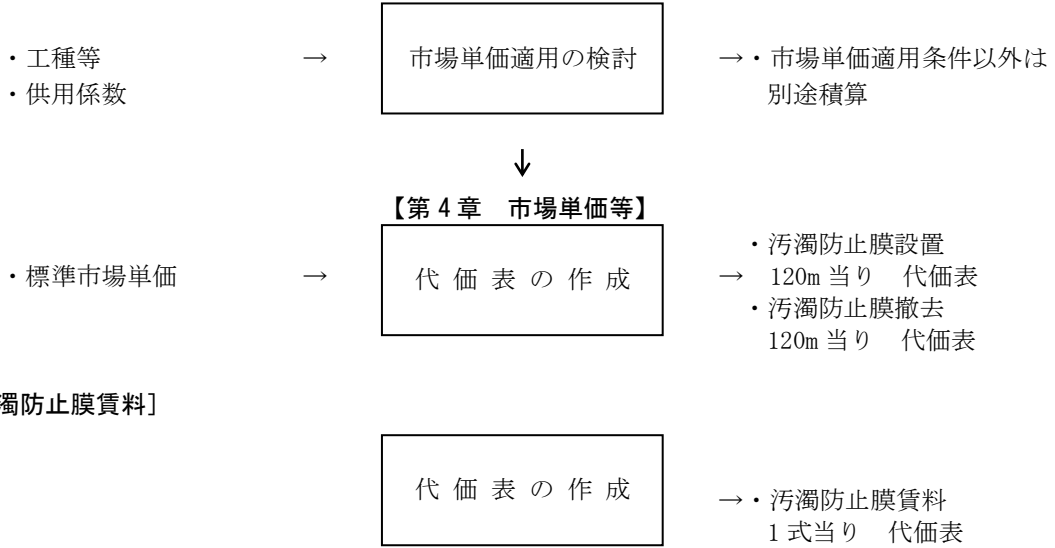 ・工種等 → 市場単価適用の検討 →・市場単価適用条件以外は
・供用係数 別途積算
↓
【第4章 市場単価等】
・汚濁防止膜設置
・標準市場単価 → 代価表の作成 → 120m当り 代価表
・汚濁防止膜撤去
120m当り 代価表
濁防止膜賃料］
代価表の作成
→・汚濁防止膜賃料
1式当り 代価表